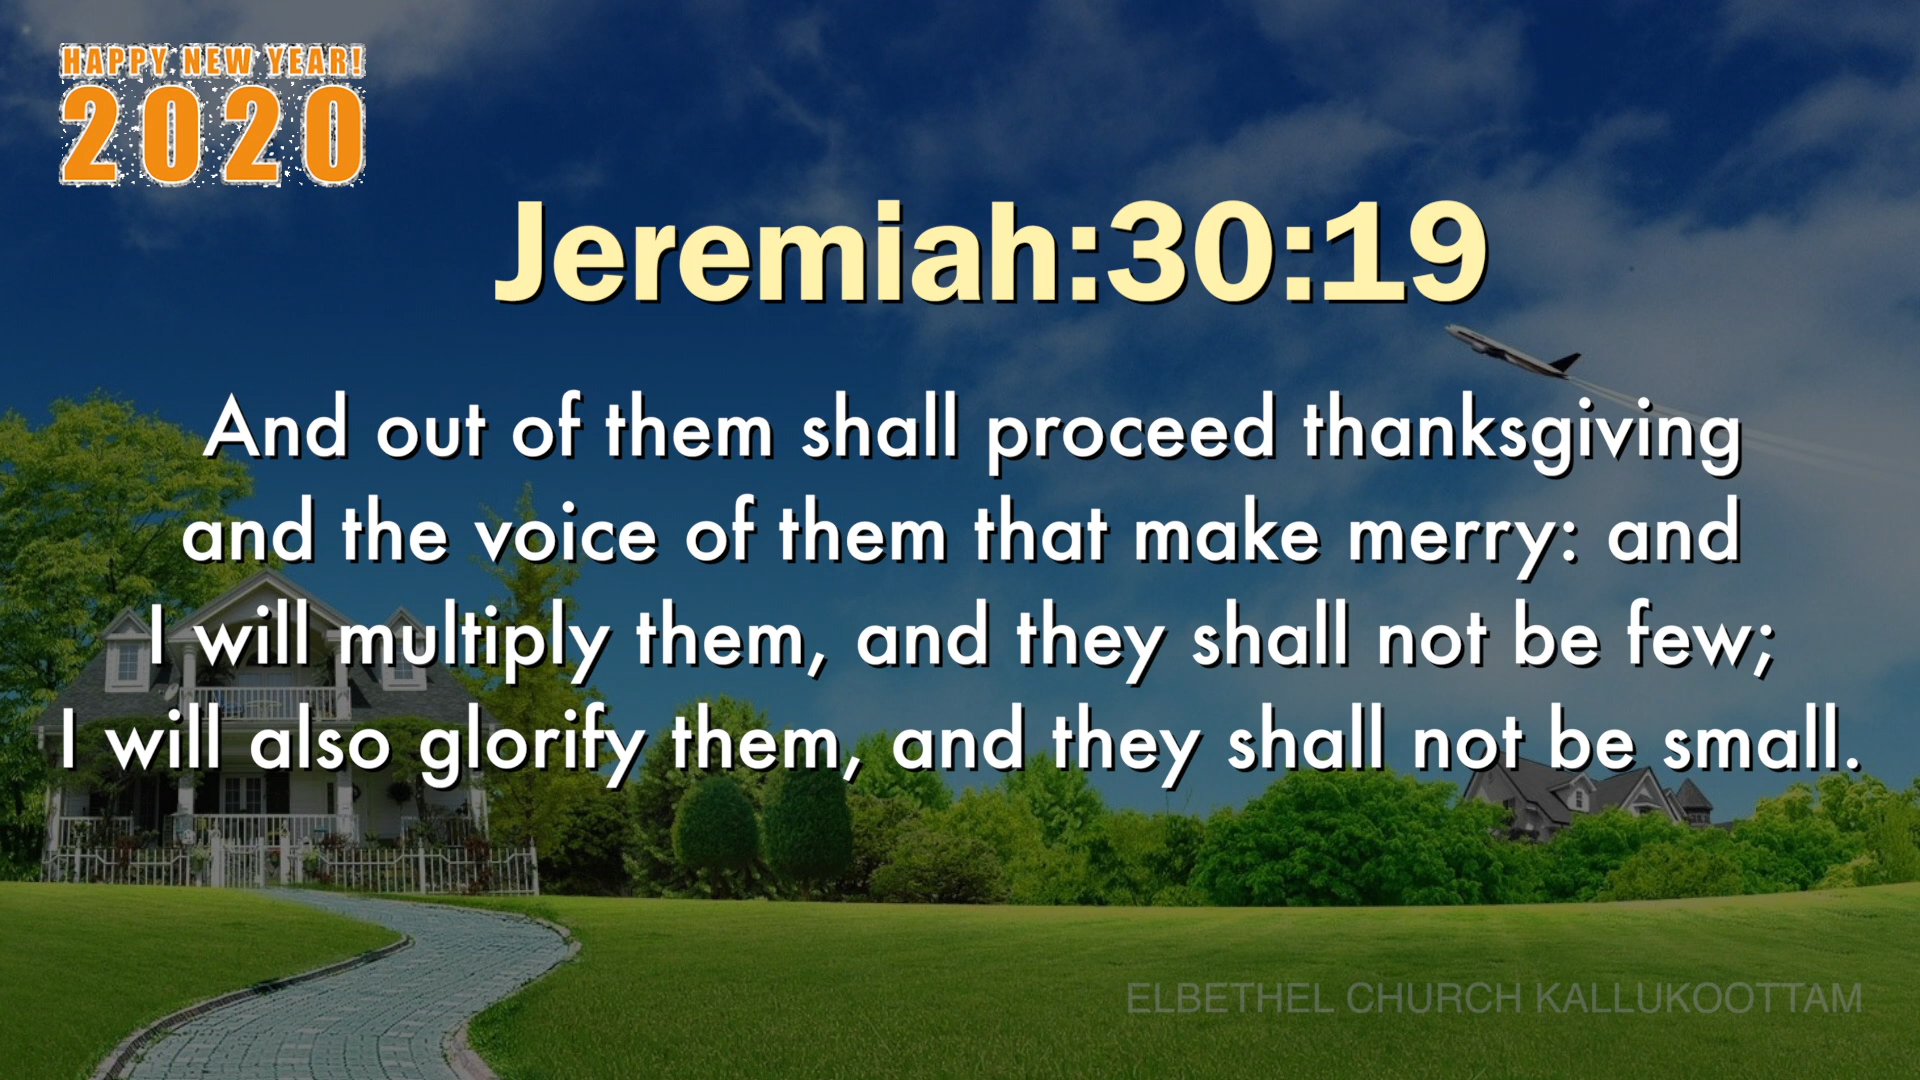 HAPPY NEW YEAR!
2020
Jeremiah:30:19
And out of them shall proceed thanksgiving
and the voice of them that make merry: and
I will multiply them, and they shall not be few;
I will also glorify them, and they shall not be small.
ELBETHEL CHURCH KALLUKOOTTAM